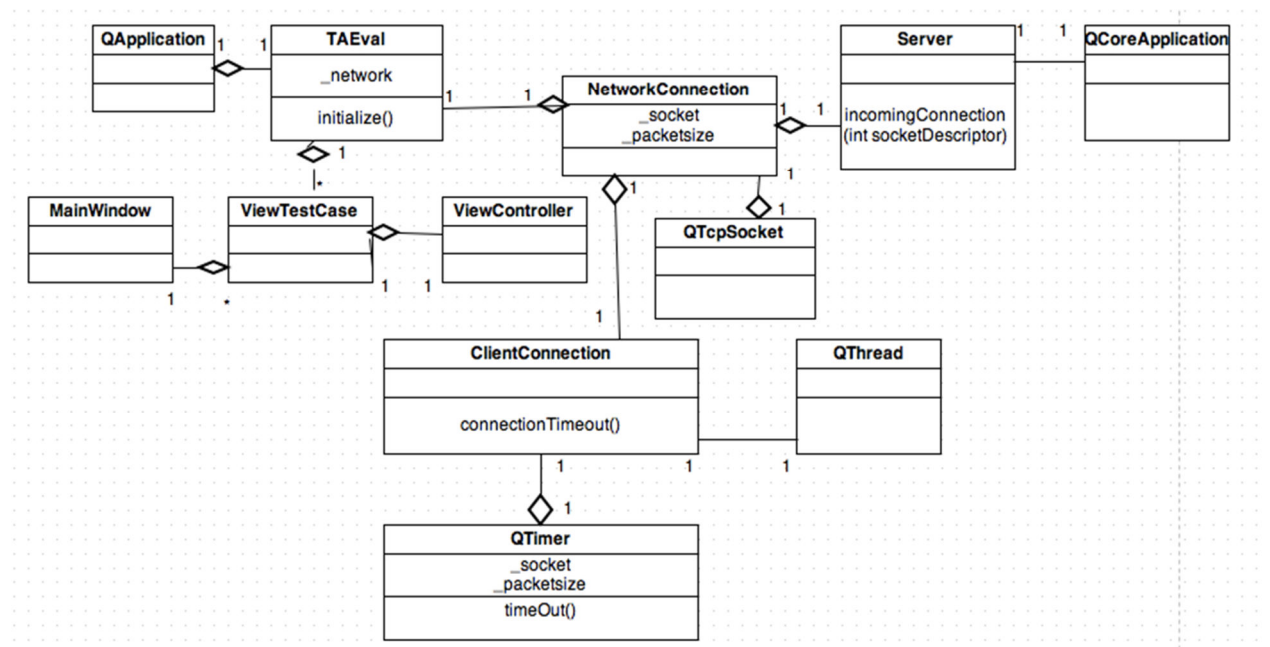 QApplication
1
1
TAEval
_network
initialize()
Server
incomingConnection
(int socketDescriptor)
1
1
QCoreApplication
NetworkConnection
_socket
_packetsize
1
1
1
1
1
*
MainWindow
ViewTestCase
ViewController
1
*
1
1
1
1
1
QTcpSocket
1
ClientConnection
connectionTimeout()
QThread
1
1
1
1
QTimer
_socket
_packetsize
timeOut()